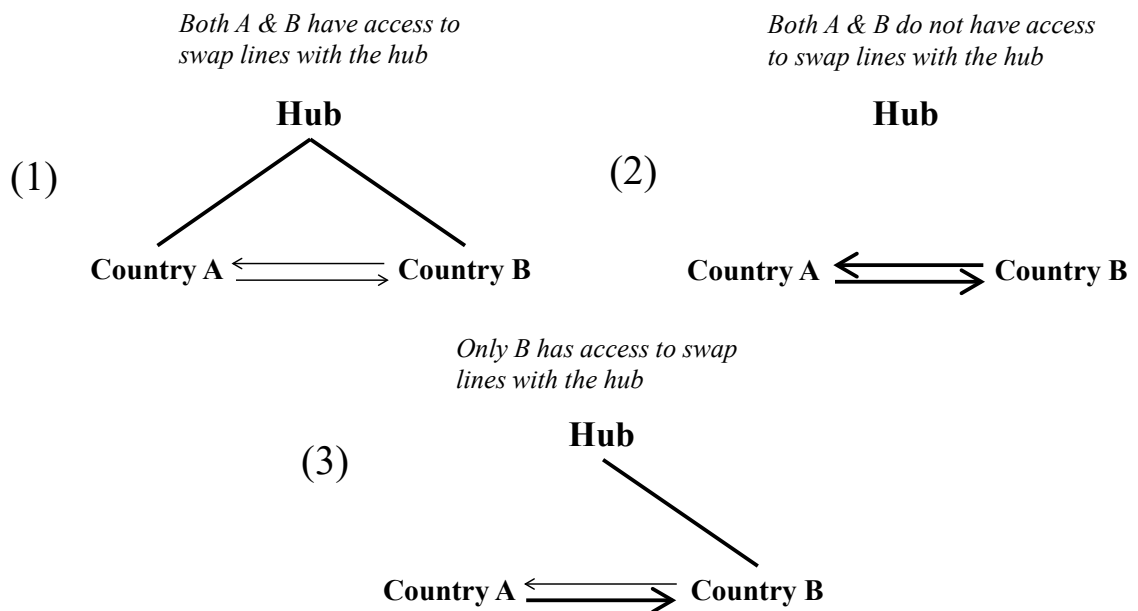 Both A & B have access to
swap lines with the hub
Hub
(1)
Country A
Country B
Both A & B do not have access
to swap lines with the hub
Hub
(2)
Country A
Country B
Only B has access to swap
lines with the hub
Hub
(3)
Country A
Country B